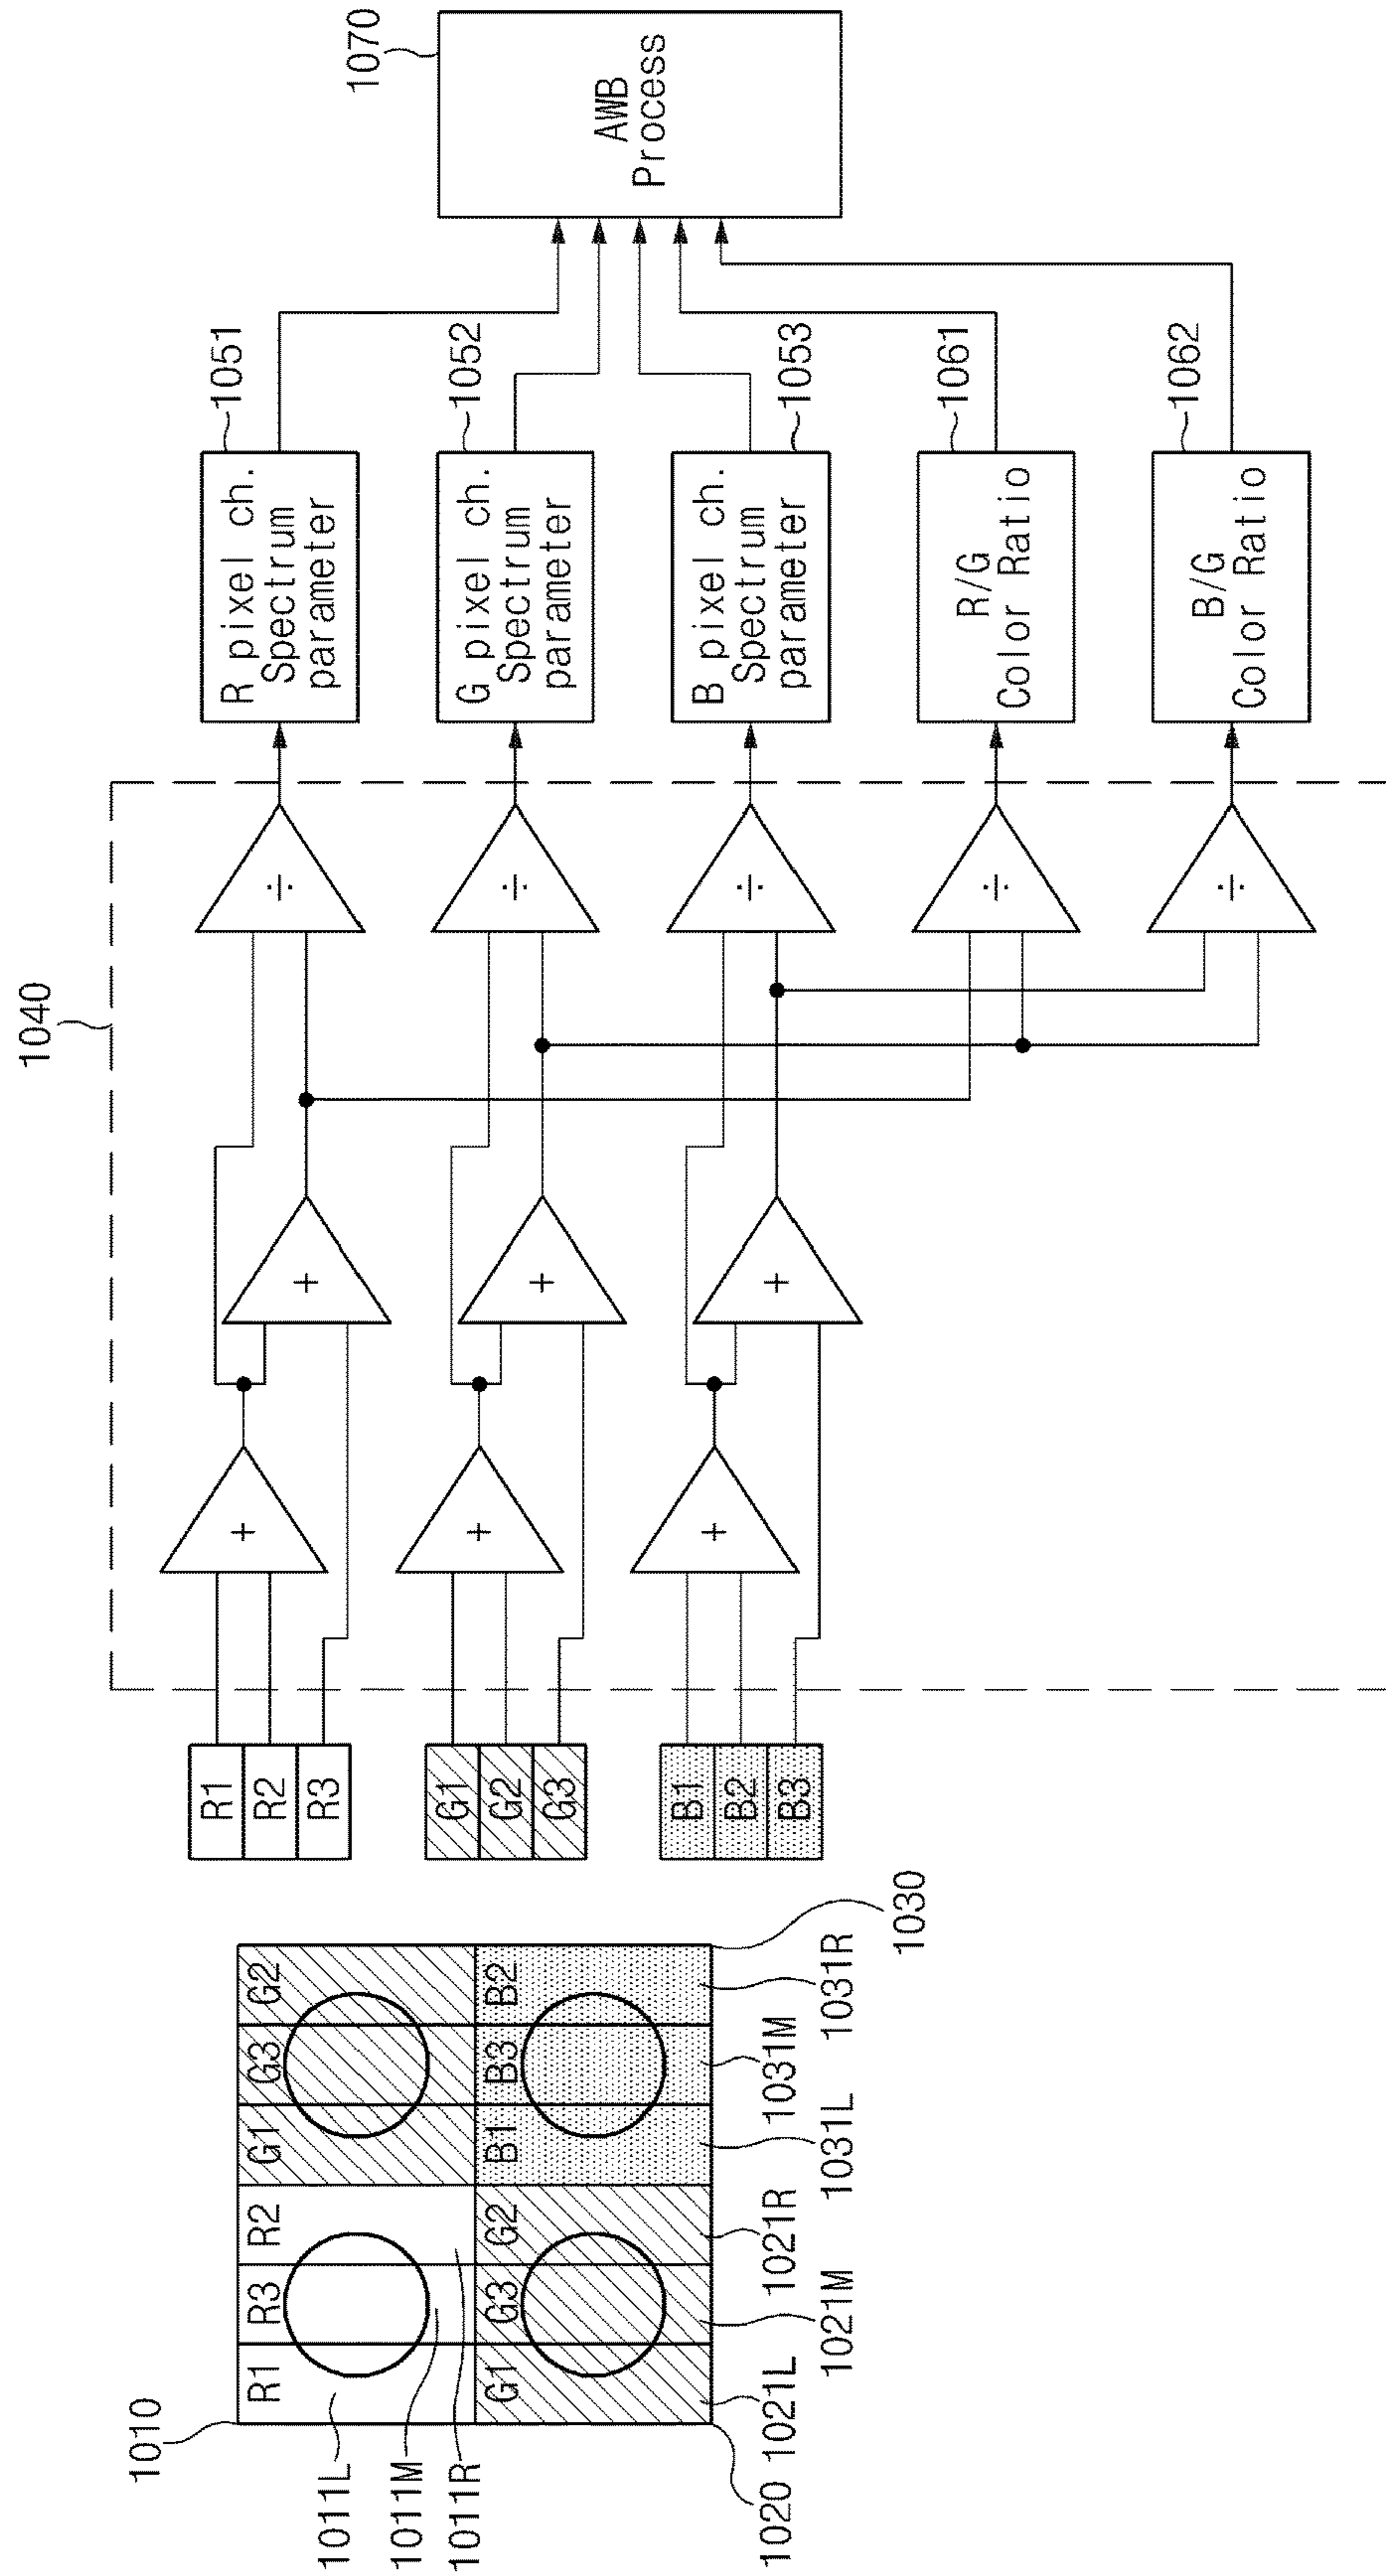 1010
1011L
1011M
1011R
R1
R3
R2
G1
G3
G2
G1
G3
G2
B1
B3
B2
1020
1021L
1021M
1021R
1031L
1031M
1031R
1030
R1
R2
R3
G1
G2
G3
B1
B2
B3
1040
+
+
+
+
+
+
÷
÷
÷
÷
÷
R pixel ch.
Spectrum
parameter
1051
G pixel ch.
Spectrum
parameter
1052
B pixel ch.
Spectrum
parameter
1053
R/G
Color Ratio
1061
B/G
Color Ratio
1062
AWB
Process
1070